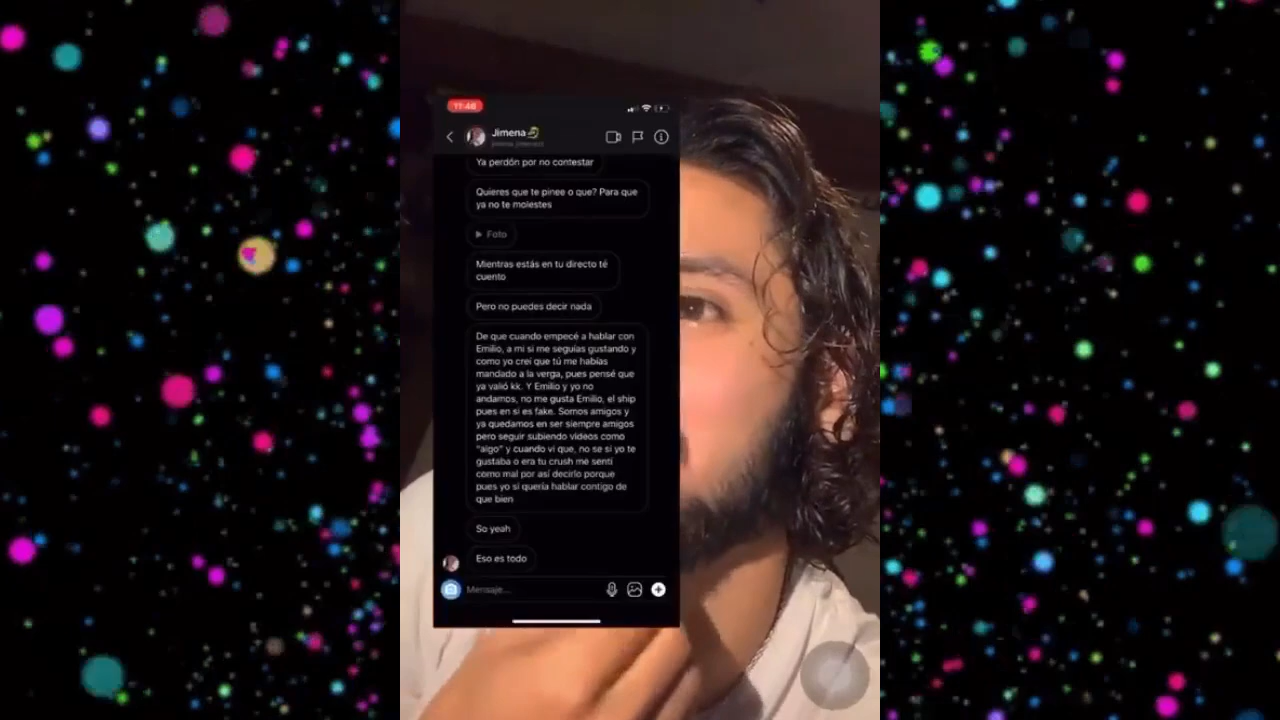 11:46
Jimena
Ya perdón por no contestar
Quieres que te pinee o que? Para que
ya no te molestes
Foto
Mientras estás en tu directo té
cuento
Pero no puedes decir nada
De que cuando empecé a hablar con
Emilio, a mi si me seguías gustando y
como yo creí que tú me habías
mandado a la verga, pues pensé que
ya valió kk. Y Emilio y yo no
andamos, no me gusta Emilio, el ship
pues en si es fake. Somos amigos y
ya quedamos en ser siempre amigos
pero seguir subiendo videos como
"algo" y cuando vi que, no se si yo te
gustaba o era tu crush me sentí
como mal por así decirlo porque
pues yo si quería hablar contigo de
que bien
So yeah
Eso es todo
Mensaje...